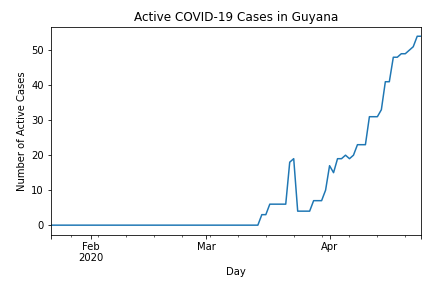 Active COVID-19 Cases in Guyana
Number of Active Cases
50
40
30
20
10
0
Feb
2020
Mar
Apr
Day